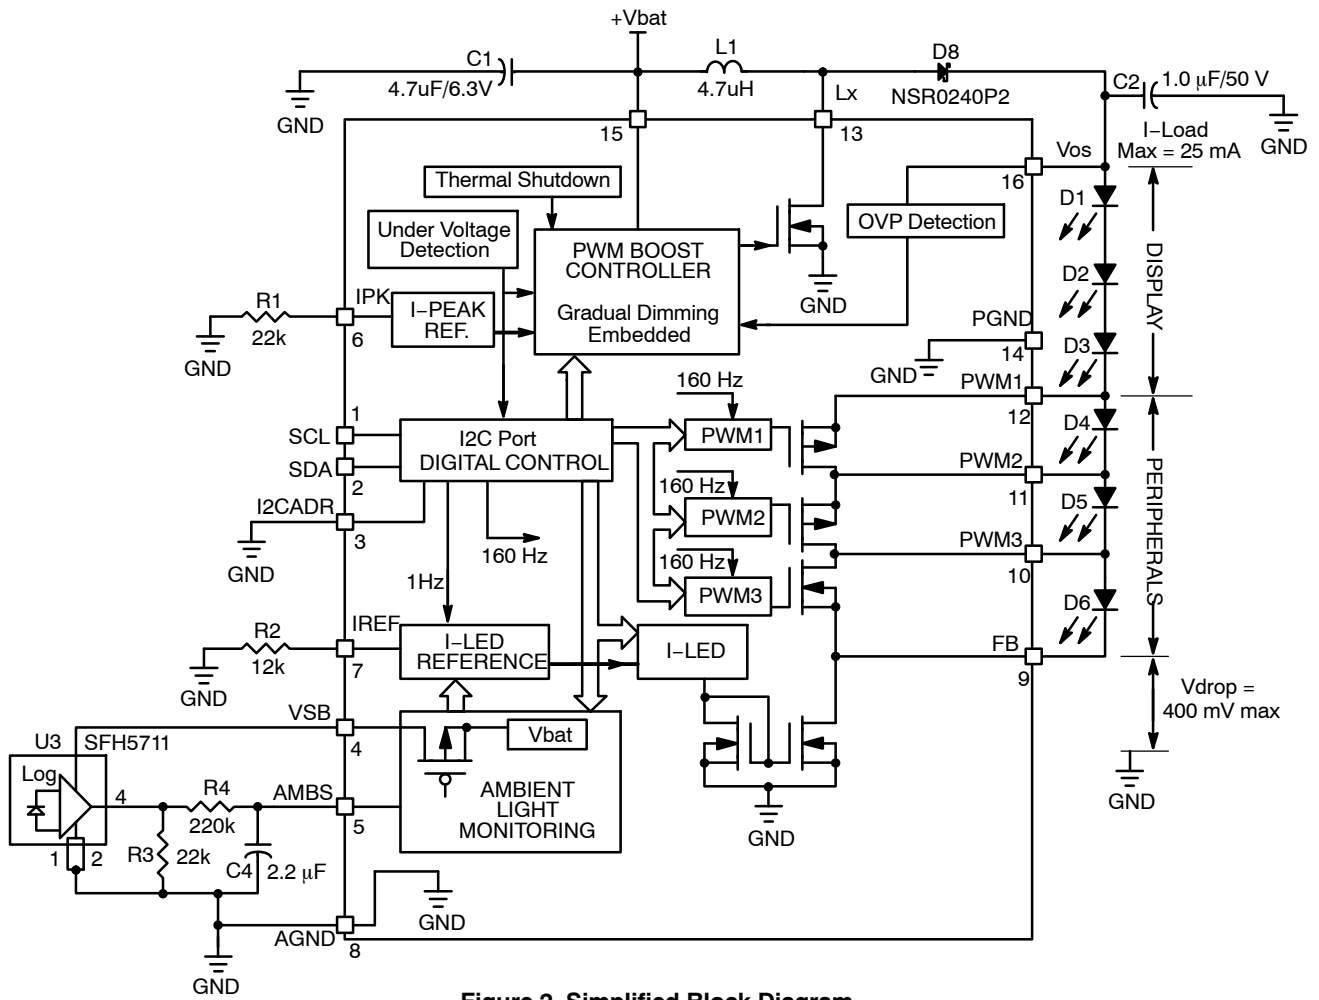 +Vbat
C1
4.7uF/6.3V
L1
4.7uH
D8
NSR0240P2
C2
1.0 μF/50 V
GND
Lx
15
13
I−Load
Max = 25 mA
GND
Vos
16
Thermal Shutdown
Under Voltage
Detection
PWM BOOST
CONTROLLER
Gradual Dimming
Embedded
OVP Detection
GND
D1
D2
D3
DISPLAY
R1
22k
GND
IPK
6
I−PEAK
REF.
PGND
14
GND
PWM1
12
160 Hz
PWM1
D4
1
SCL
SDA
2
I2C Port
DIGITAL CONTROL
PWM2
11
160 Hz
PWM2
D5
PERIPHERALS
I2CADR
3
GND
160 Hz
1Hz
PWM3
10
160 Hz
PWM3
D6
R2
12k
GND
IREF
7
I−LED
REFERENCE
I−LED
FB
9
Vdrop =
400 mV max
GND
VSB
4
Vbat
AMBIENT
LIGHT
MONITORING
GND
U3
SFH5711
Log
4
1
2
R4
220k
AMBS
5
R3
22k
C4
2.2 μF
GND
AGND
8
GND
Figure 2. Simplified Block Diagram